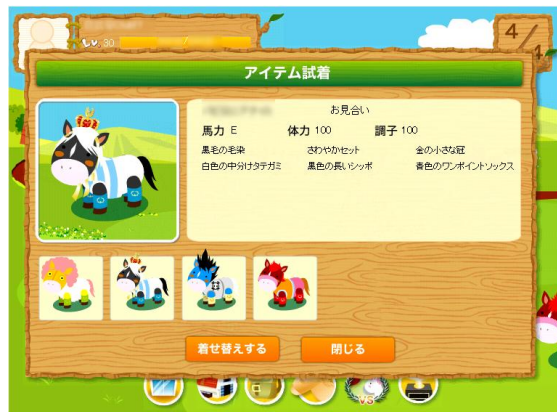 Lv. 30
4
アイテム試着
お見合い
馬力 E 体力 100 調子 100
黒毛の毛染 さわやかセット 金の小さな冠
白色の中分けタテガミ 黒色の長いシッポ 青色のワンポイントソックス
着せ替えする 閉じる
VS